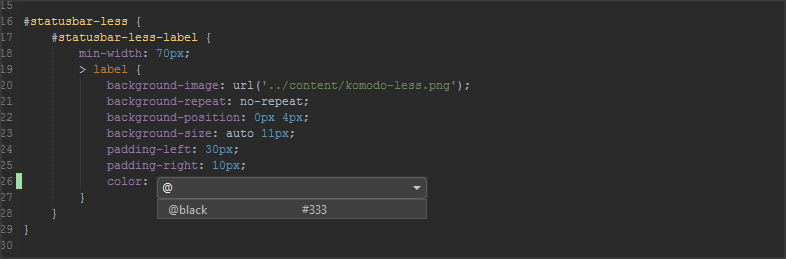 15
16 #statusbar-less {
17 #statusbar-less-label {
18 min-width: 70px;
19 > label {
20 background-image: url('../content/komodo-less.png');
21 background-repeat: no-repeat;
22 background-position: 0px 4px;
23 background-size: auto 11px;
24 padding-left: 30px;
25 padding-right: 10px;
26 color: @
@black #333
27 }
28 }
29 }
30